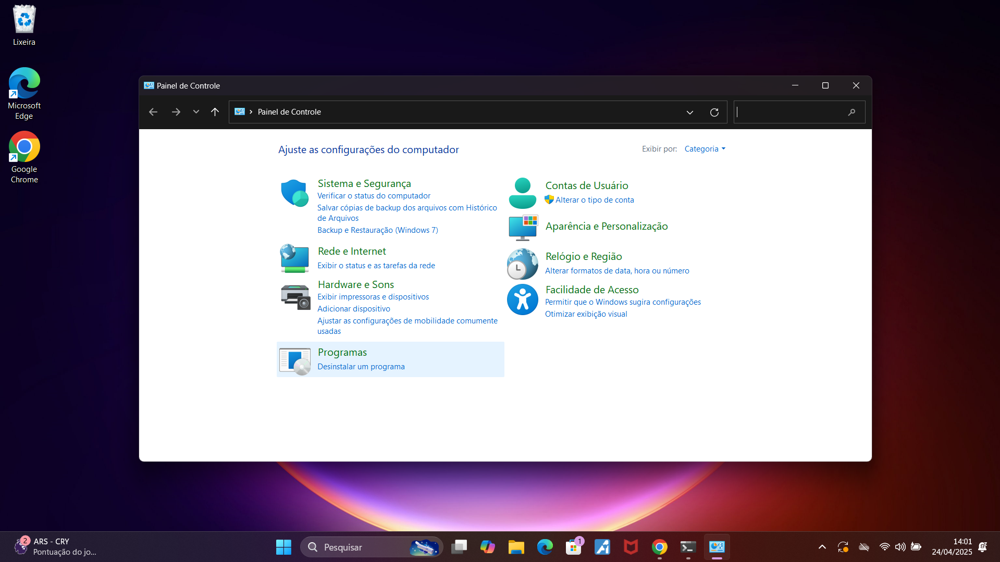 Lixeira
Microsoft
Edge
Google
Chrome
Painel de Controle
Painel de Controle
Ajuste as configurações do computador
Exibir por: Categoria
Sistema e Segurança
Verificar o status do computador
Salvar cópias de backup dos arquivos com Histórico
de Arquivos
Backup e Restauração (Windows 7)
Rede e Internet
Exibir o status e as tarefas da rede
Hardware e Sons
Exibir impressoras e dispositivos
Adicionar dispositivo
Ajustar as configurações de mobilidade comumente
usadas
Programas
Desinstalar um programa
Contas de Usuário
Alterar o tipo de conta
Aparência e Personalização
Relógio e Região
Alterar formatos de data, hora ou número
Facilidade de Acesso
Permitir que o Windows sugira configurações
Otimizar exibição visual
2
ARS - CRY
Pontuação do jo...
Pesquisar
1
14:01
24/04/2025